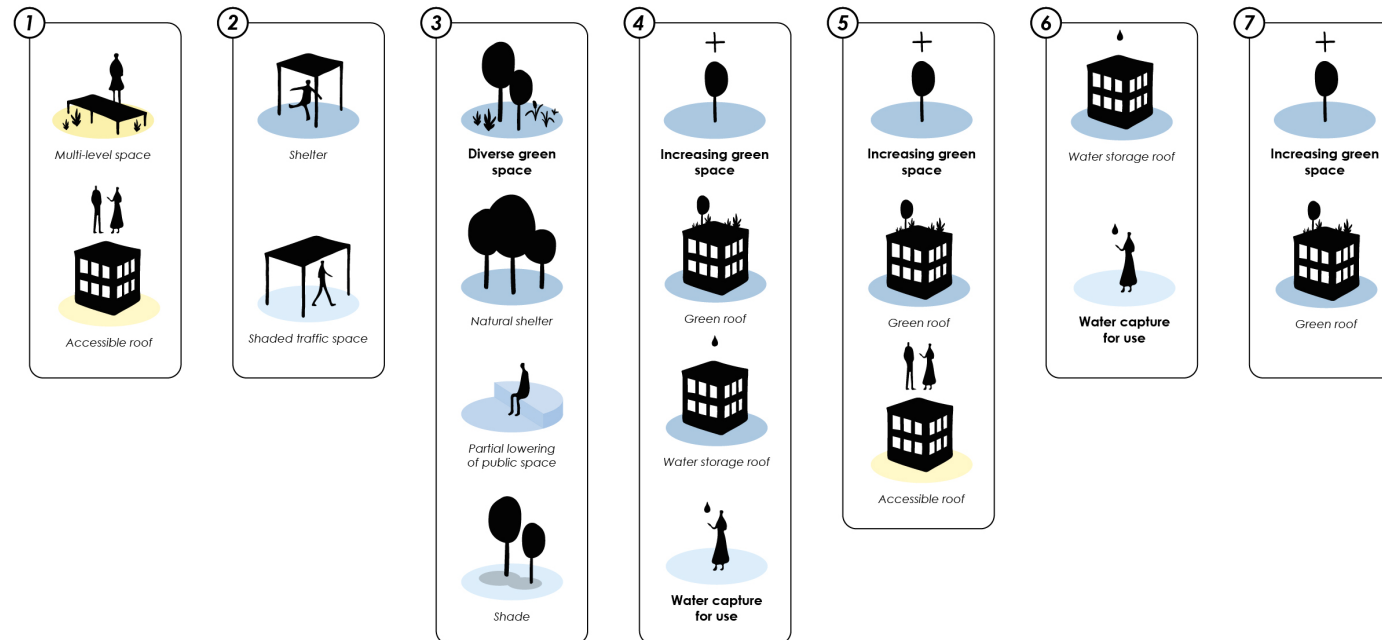 1
Multi-level space
Accessible roof
2
Shelter
Shaded traffic space
3
Diverse green
space
Natural shelter
Partial lowering
of public space
Shade
4
Increasing green
space
Green roof
Water storage roof
Water capture
for use
5
Increasing green
space
Green roof
Accessible roof
6
Water storage roof
Water capture
for use
7
Increasing green
space
Green roof